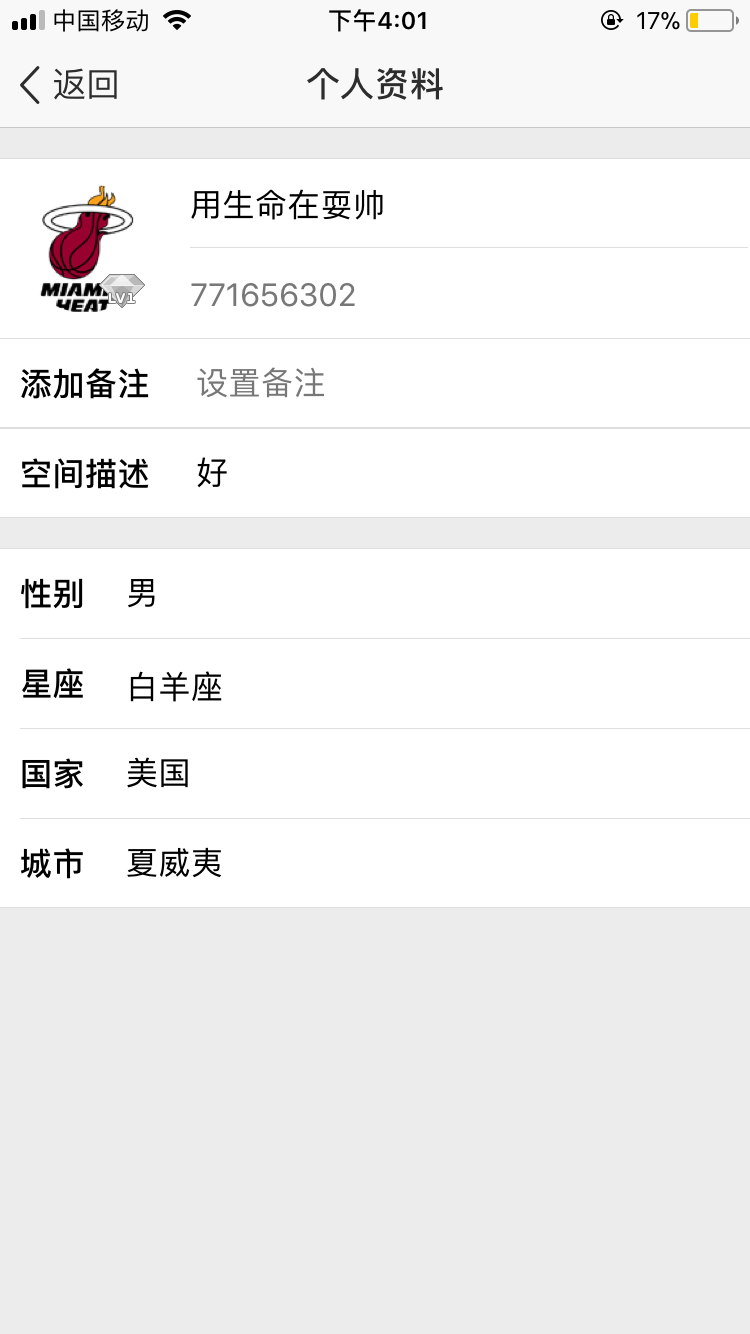 中国移动 下午4:01 17%
返回 个人资料
用生命在耍帅
MIAMI
HEAT
LV1
771656302
添加备注 设置备注
空间描述 好
性别 男
星座 白羊座
国家 美国
城市 夏威夷